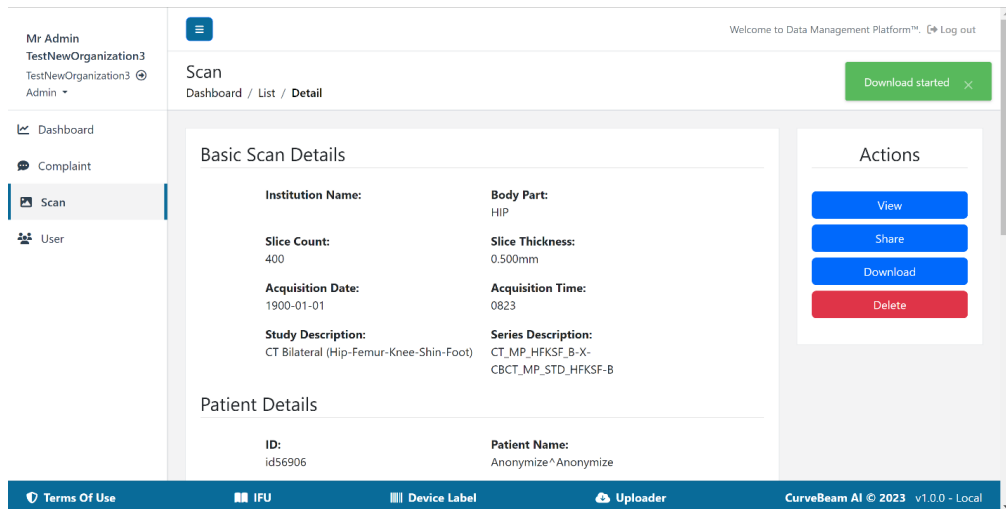 Mr Admin
TestNewOrganization3
TestNewOrganization3
Admin
Dashboard
Complaint
Scan
User
Welcome to Data Management Platform™.
Log out
Scan
Dashboard / List / Detail
Download started ×
Basic Scan Details
Institution Name:
Body Part:
HIP
Slice Count:
400
Slice Thickness:
0.500mm
Acquisition Date:
1900-01-01
Acquisition Time:
0823
Study Description:
CT Bilateral (Hip-Femur-Knee-Shin-Foot)
Series Description:
CT_MP_HFKSF_B-X-
CBCT_MP_STD_HFKSF-B
Patient Details
ID:
id56906
Patient Name:
Anonymize^Anonymize
Actions
View
Share
Download
Delete
Terms Of Use
IFU
Device Label
Uploader
CurveBeam AI © 2023 v1.0.0 - Local